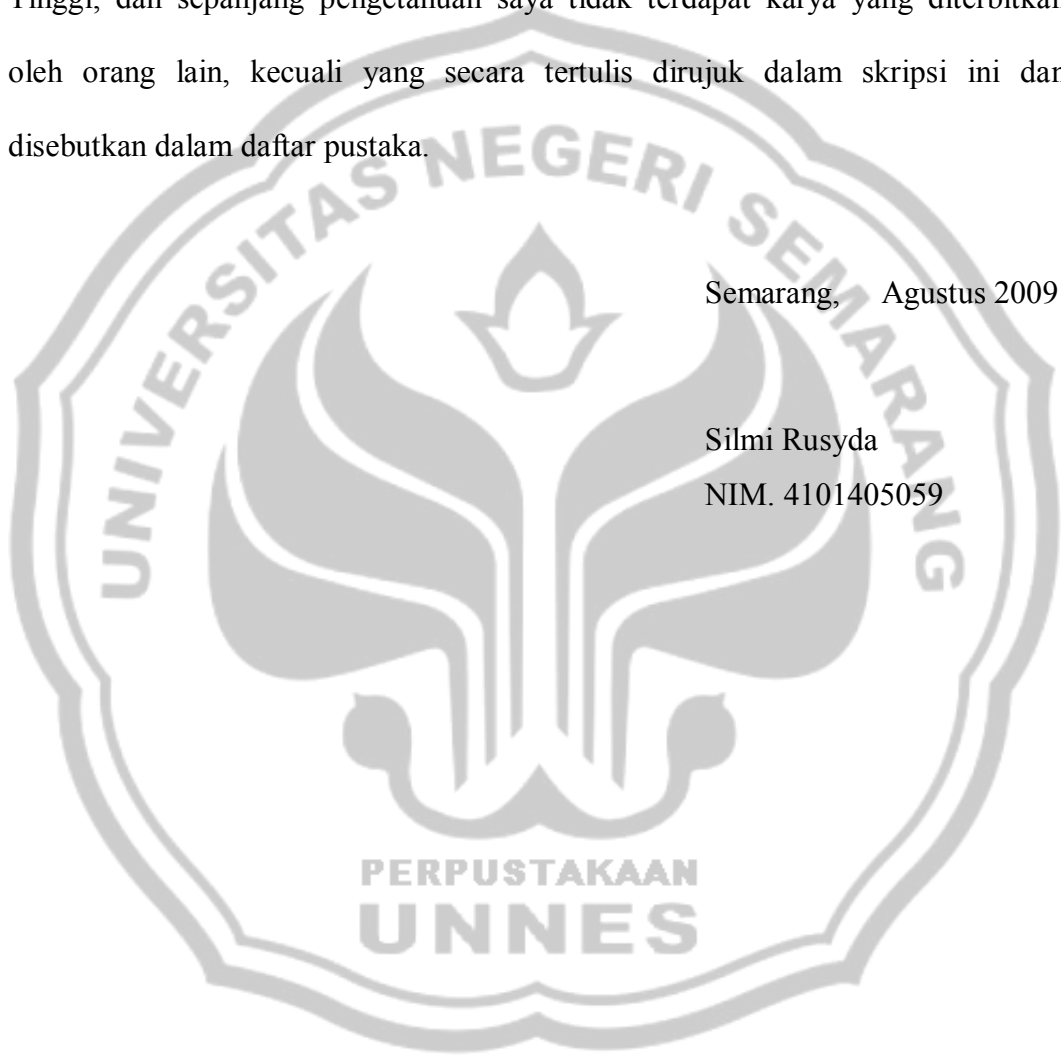 Tinggi, dan sepanjang pengetahuan saya tidak terdapat karya yang diterbitkan
oleh orang lain, kecuali yang secara tertulis dirujuk dalam skripsi ini dan
disebutkan dalam daftar pustaka.
Semarang, Agustus 2009
Silmi Rusyda
NIM. 4101405059
UNIVERSITAS NEGERI SEMARANG
PERPUSTAKAAN
UNNES